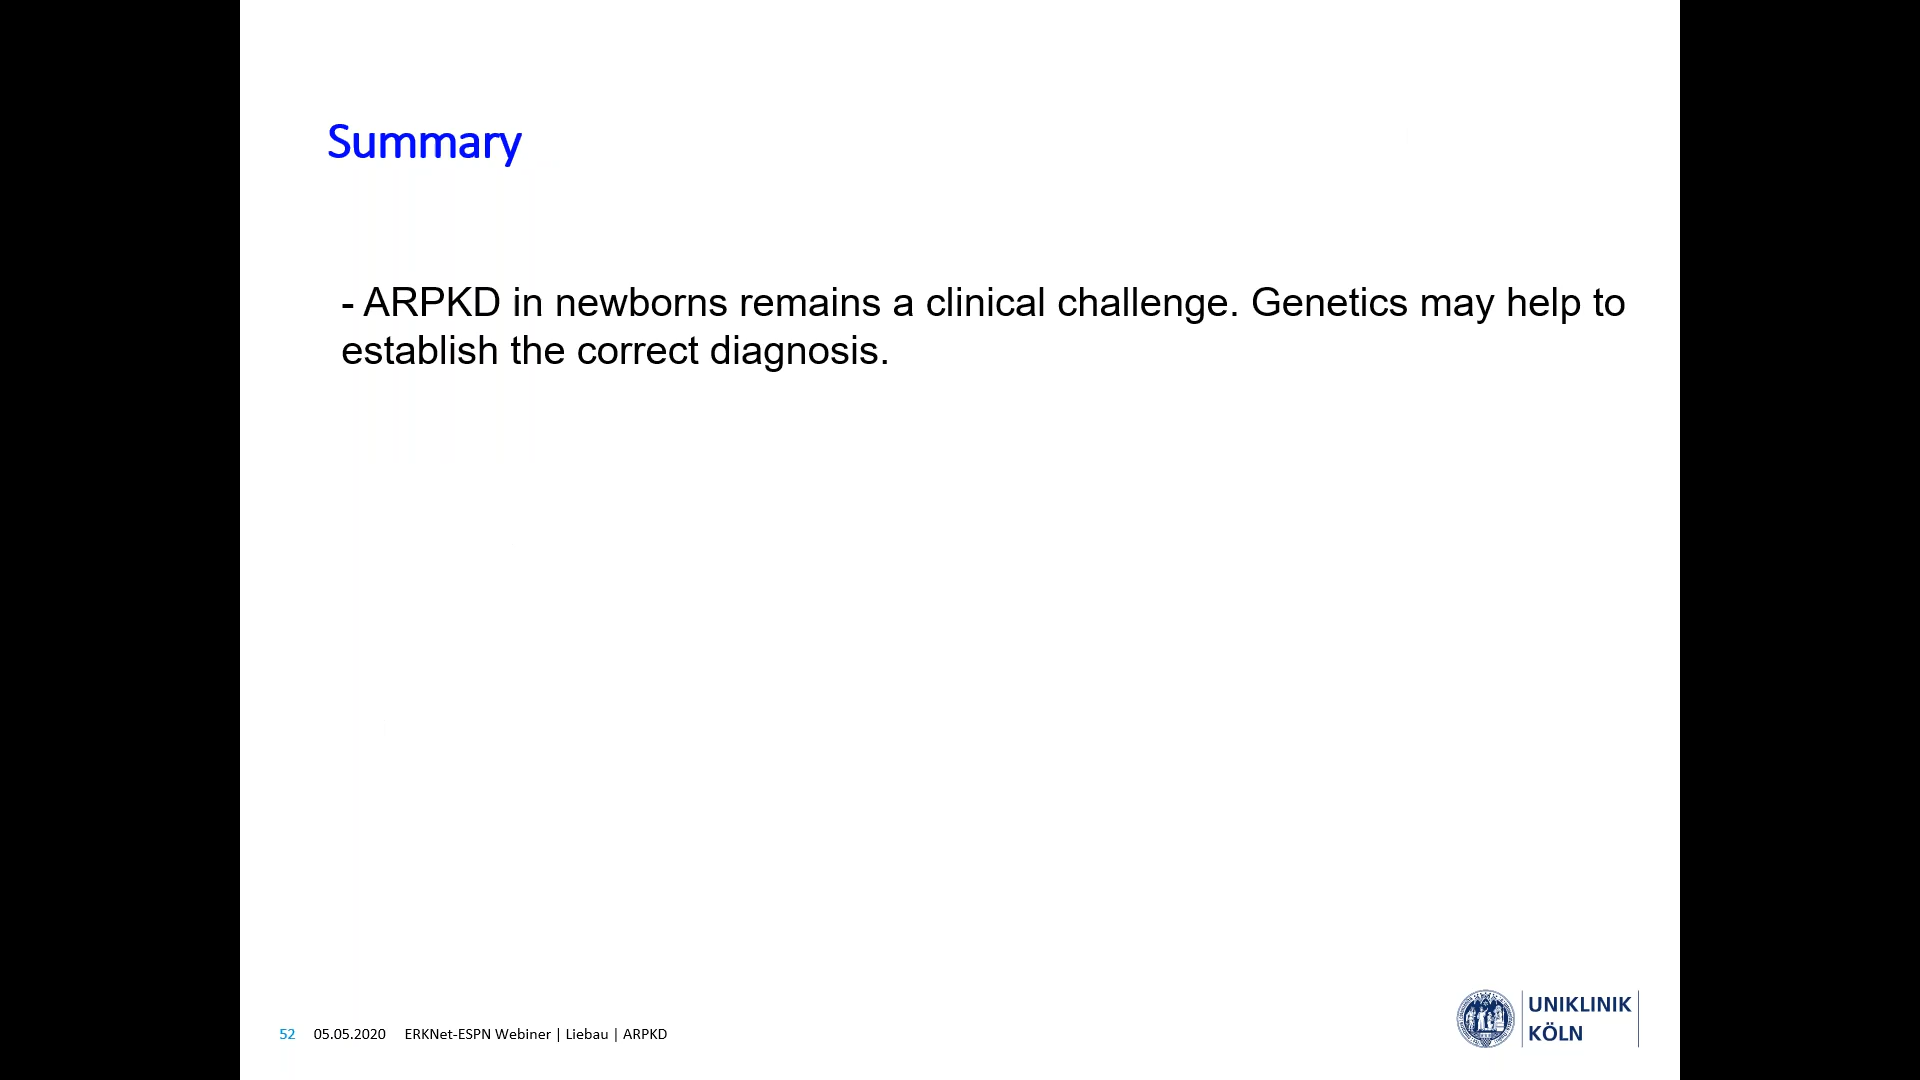 Summary
- ARPKD in newborns remains a clinical challenge. Genetics may help to
establish the correct diagnosis.
52 05.05.2020 ERKNet-ESPN Webiner | Liebau | ARPKD
UNIKLINIK
KÖLN